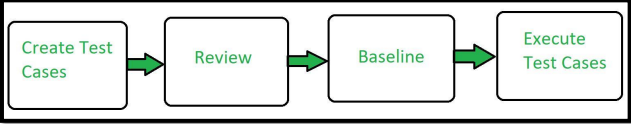 Create Test
Cases
Review
Baseline
Execute
Test Cases